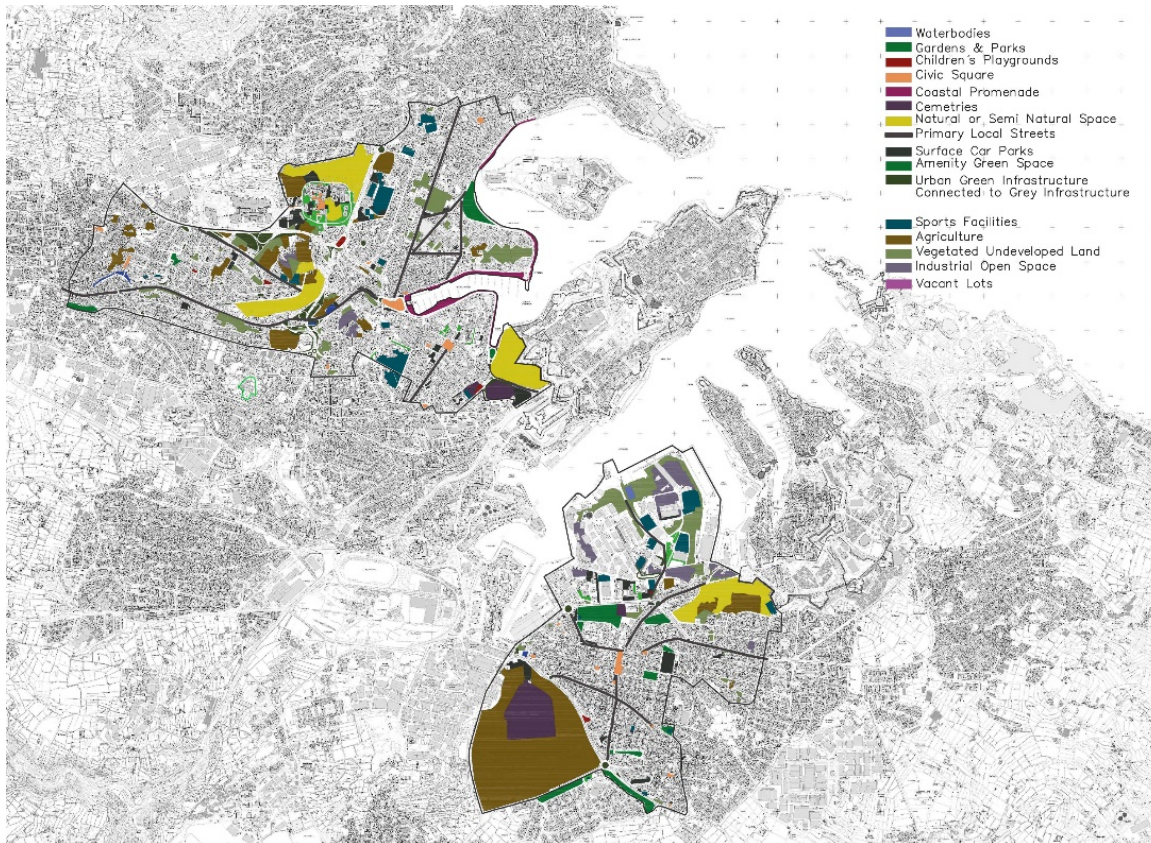 Waterbodies
Gardens & Parks
Children's Playgrounds
Civic Square
Coastal Promenade
Cemetries
Natural or Semi Natural Space
Primary Local Streets
Surface Car Parks
Amenity Green Space
Urban Green Infrastructure
Connected to Grey Infrastructure
Sports Facilities
Agriculture
Vegetated Undeveloped Land
Industrial Open Space
Vacant Lots